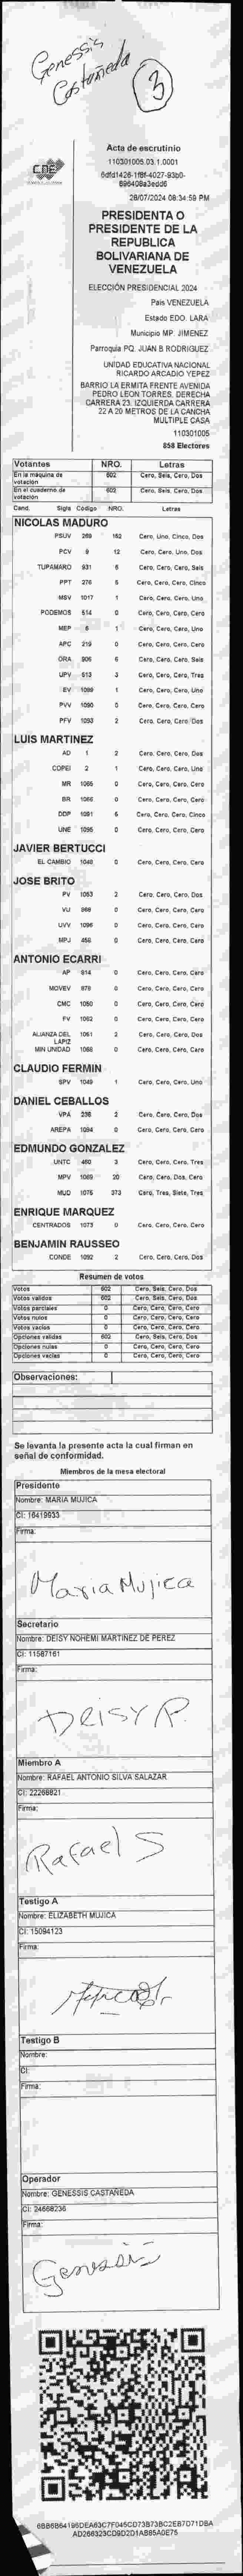 Genessis
Castañeda
3
CNE
Acta de escrutinio
110301005.03.1.0001
28/07/2024 08:34:59 PM
PRESIDENTA O
PRESIDENTE DE LA
REPUBLICA
BOLIVARIANA DE
VENEZUELA
ELECCIÓN PRESIDENCIAL 2024
País VENEZUELA
Estado EDO. LARA
Municipio MP. JIMENEZ
Parroquia PQ. JUAN B RODRIGUEZ
UNIDAD EDUCATIVA NACIONAL
RICARDO ARCADIO YEPEZ
BARRIO LA ERMITA FRENTE AVENIDA
PEDRO LEON TORRES. DERECHA
CARRERA 23. IZQUIERDA CARRERA
22 A 20 METROS DE LA CANCHA
MULTIPLE CASA
110301005
858 Electores
Votantes NRO. Letras
En la maquina de votación 602 Cero, Seis, Cero, Dos
En el cuaderno de votación 602 Cero, Seis, Cero, Dos
Cand. Sigla Código NRO. Letras
NICOLAS MADURO
PSUV 269 152 Cero, Uno, Cinco, Dos
PCV 9 12 Cero, Cero, Uno, Dos
TUPAMARO 931 6 Cero, Cero, Cero, Seis
PPT 276 5 Cero, Cero, Cero, Cinco
MSV 1017 1 Cero, Cero, Cero, Uno
PODEMOS 514 0 Cero, Cero, Cero, Cero
MEP 6 1 Cero, Cero, Cero, Uno
APC 219 0 Cero, Cero, Cero, Cero
ORA 906 6 Cero, Cero, Cero, Seis
UPV 513 3 Cero, Cero, Cero, Tres
EV 1089 1 Cero, Cero, Cero, Uno
PVV 1090 0 Cero, Cero, Cero, Cero
PFV 1093 2 Cero, Cero, Cero, Dos
LUIS MARTINEZ
AD 1 2 Cero, Cero, Cero, Dos
COPEI 2 1 Cero, Cero, Cero, Uno
MR 1065 0 Cero, Cero, Cero, Cero
BR 1066 0 Cero, Cero, Cero, Cero
DDP 1091 5 Cero, Cero, Cero, Cinco
UNE 1095 0 Cero, Cero, Cero, Cero
JAVIER BERTUCCI
EL CAMBIO 1040 0 Cero, Cero, Cero, Cero
JOSE BRITO
PV 1053 2 Cero, Cero, Cero, Dos
VU 868 0 Cero, Cero, Cero, Cero
UVV 1096 0 Cero, Cero, Cero, Cero
MPJ 456 0 Cero, Cero, Cero, Cero
ANTONIO ECARRI
AP 914 0 Cero, Cero, Cero, Cero
MOVEV 879 0 Cero, Cero, Cero, Cero
CMC 1050 0 Cero, Cero, Cero, Cero
FV 1062 0 Cero, Cero, Cero, Cero
ALIANZA DEL LAPIZ 1061 2 Cero, Cero, Cero, Dos
MIN UNIDAD 1068 0 Cero, Cero, Cero, Cero
CLAUDIO FERMIN
SPV 1049 1 Cero, Cero, Cero, Uno
DANIEL CEBALLOS
VPA 236 2 Cero, Cero, Cero, Dos
AREPA 1094 0 Cero, Cero, Cero, Cero
EDMUNDO GONZALEZ
UNTC 460 3 Cero, Cero, Cero, Tres
MPV 1069 20 Cero, Cero, Dos, Cero
MUD 1075 373 Cero, Tres, Siete, Tres
ENRIQUE MARQUEZ
CENTRADOS 1073 0 Cero, Cero, Cero, Cero
BENJAMIN RAUSSEO
CONDE 1092 2 Cero, Cero, Cero, Dos
Resumen de votos
Votos 602 Cero, Seis, Cero, Dos
Votos validos 602 Cero, Seis, Cero, Dos
Votos parciales 0 Cero, Cero, Cero, Cero
Votos nulos 0 Cero, Cero, Cero, Cero
Votos vacios 0 Cero, Cero, Cero, Cero
Opciones validas 602 Cero, Seis, Cero, Dos
Opciones nulas 0 Cero, Cero, Cero, Cero
Opciones vacias 0 Cero, Cero, Cero, Cero
Observaciones:
Se levanta la presente acta la cual firman en
señal de conformidad.
Miembros de la mesa electoral
Presidente
Nombre: MARIA MUJICA
CI: 16419933
Firma:
Maria Mujica
Secretario
Nombre: DEISY NOHEMI MARTINEZ DE PEREZ
CI: 11587161
Firma:
Deisy P.
Miembro A
Nombre: RAFAEL ANTONIO SILVA SALAZAR
CI: 22268821
Firma:
Rafael S
Testigo A
Nombre: ELIZABETH MUJICA
CI: 15094123
Firma:
Testigo B
Nombre:
CI:
Firma:
Operador
Nombre: GENESSIS CASTAÑEDA
CI: 24668236
Firma: